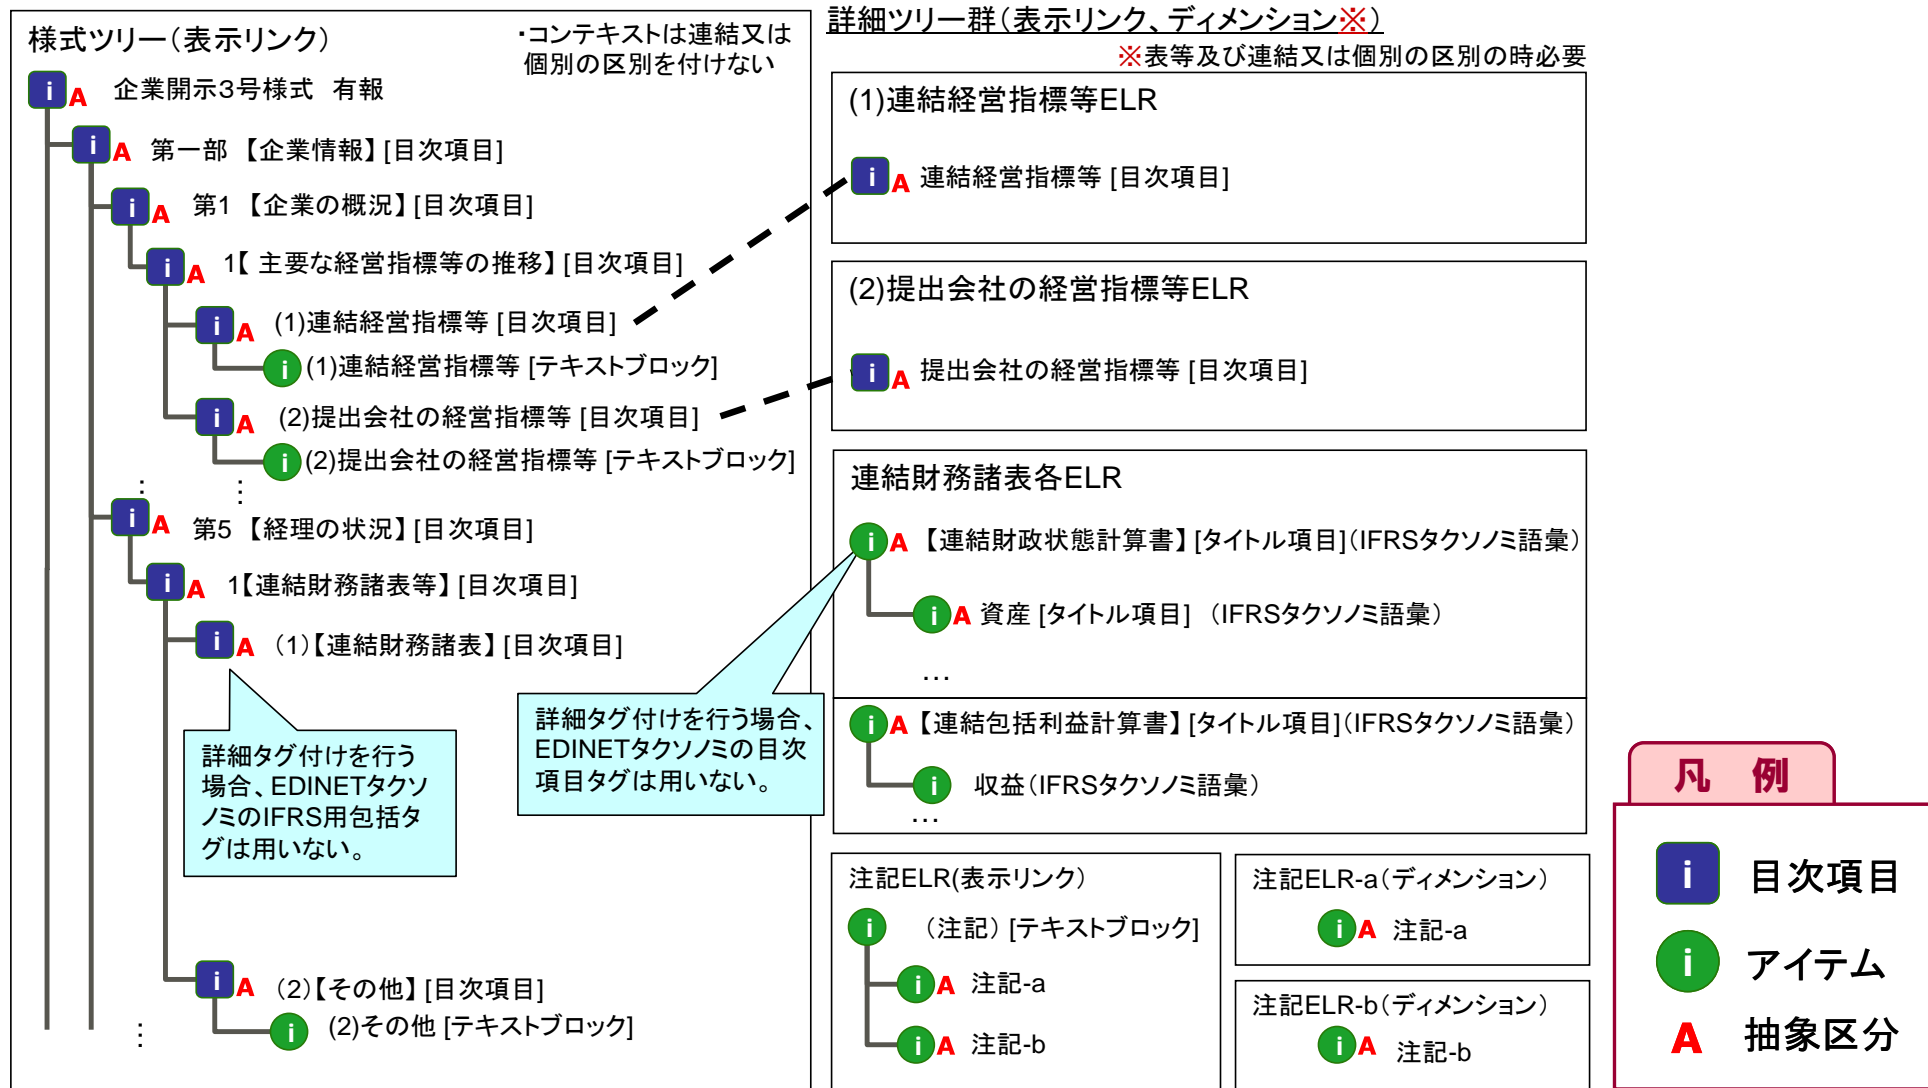 様式ツリー（表示リンク）
・コンテキストは連結又は
個別の区別を付けない
i A 企業開示3号様式 有報
i A 第一部 【企業情報】 [目次項目]
i A 第1 【企業の概況】 [目次項目]
i A 1【 主要な経営指標等の推移】 [目次項目]
i A (1)連結経営指標等 [目次項目]
i (1)連結経営指標等 [テキストブロック]
i A (2)提出会社の経営指標等 [目次項目]
i (2)提出会社の経営指標等 [テキストブロック]
… …
i A 第5 【経理の状況】 [目次項目]
i A 1【連結財務諸表等】 [目次項目]
i A （1）【連結財務諸表】 [目次項目]
詳細タグ付けを行う
場合、EDINETタクソ
ノミのIFRS用包括タ
グは用いない。
i A （2）【その他】 [目次項目]
i (2)その他 [テキストブロック]
…
詳細ツリー群（表示リンク、ディメンション※）
※表等及び連結又は個別の区別の時必要
(1)連結経営指標等ELR
i A 連結経営指標等 [目次項目]
(2)提出会社の経営指標等ELR
i A 提出会社の経営指標等 [目次項目]
連結財務諸表各ELR
i A 【連結財政状態計算書】 [タイトル項目]（IFRSタクソノミ語彙）
i A 資産 [タイトル項目] （IFRSタクソノミ語彙）
…
詳細タグ付けを行う場合、
EDINETタクソノミの目次
項目タグは用いない。
i A 【連結包括利益計算書】 [タイトル項目]（IFRSタクソノミ語彙）
i 収益（IFRSタクソノミ語彙）
…
注記ELR(表示リンク）
i （注記） [テキストブロック]
i A 注記-a
i A 注記-b
注記ELR-a（ディメンション）
i A 注記-a
注記ELR-b（ディメンション）
i A 注記-b
凡 例
i 目次項目
i アイテム
A 抽象区分